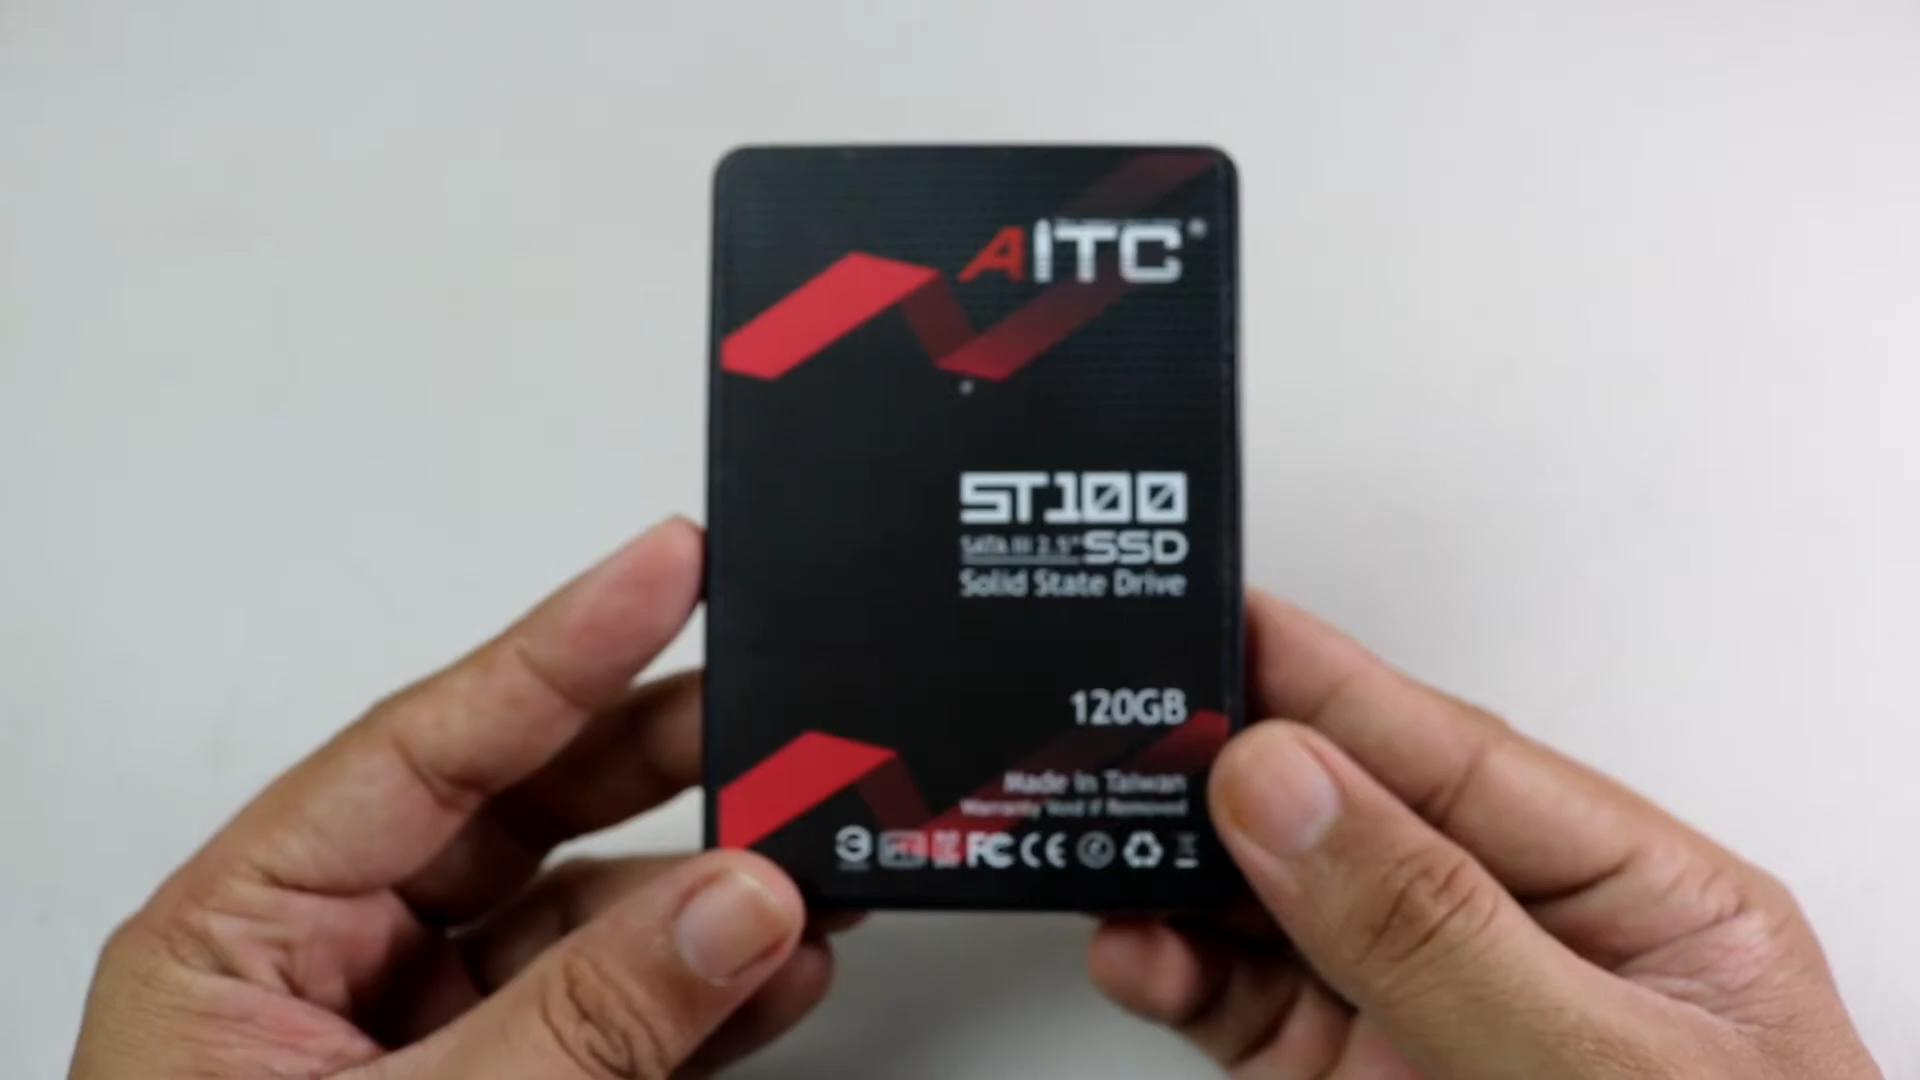 AITC®
ST100
SATA III 2.5" SSD
Solid State Drive
120GB
Made in Taiwan
Warranty Void if Removed
FC CE